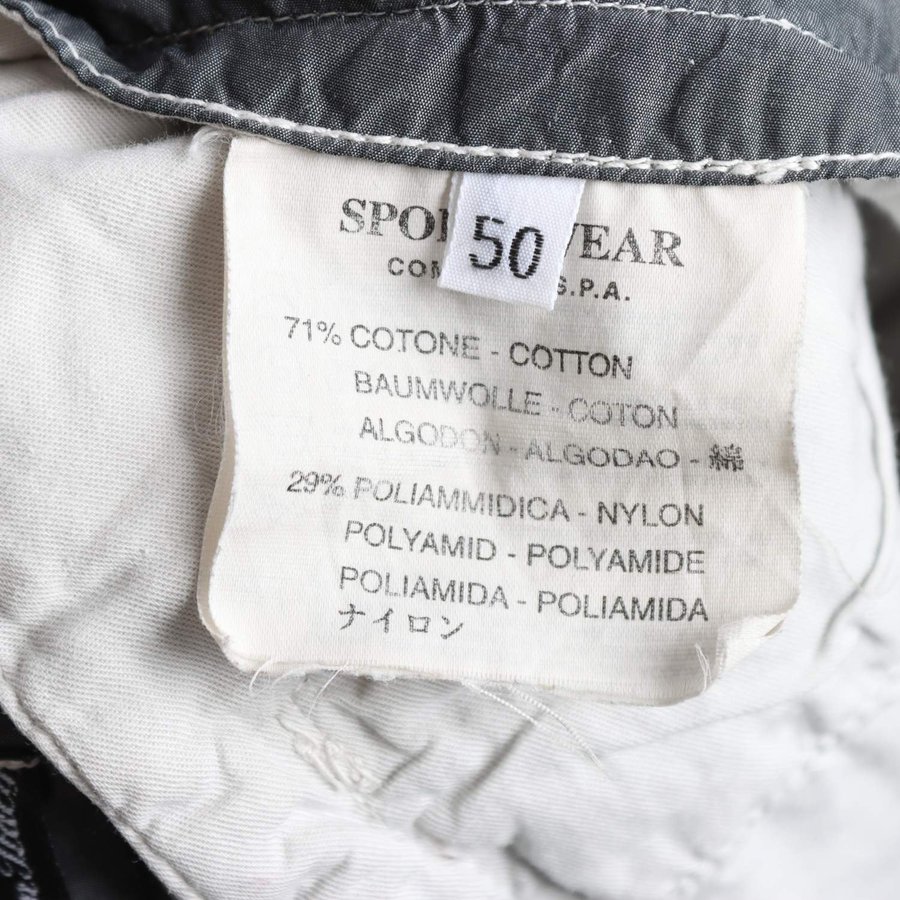 50
SPO WEAR
COM S.P.A.
71% COTONE - COTTON
BAUMWOLLE - COTON
ALGODON - ALGODAO - 綿
29% POLIAMMIDICA - NYLON
POLYAMID - POLYAMIDE
POLIAMIDA - POLIAMIDA
ナイロン